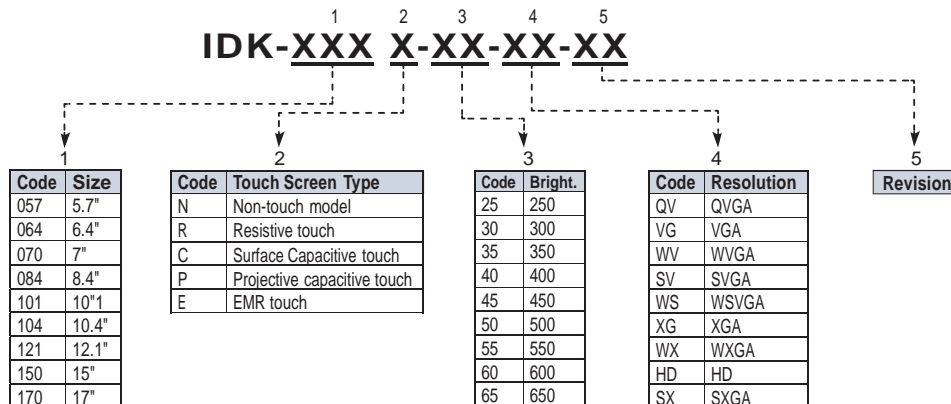 1 2 3 4 5
IDK-XXX X-XX-XX-XX
1
Code Size
057 5.7"
064 6.4"
070 7"
084 8.4"
101 10"1
104 10.4"
121 12.1"
150 15"
170 17"
2
Code Touch Screen Type
N Non-touch model
R Resistive touch
C Surface Capacitive touch
P Projective capacitive touch
E EMR touch
3
Code Bright.
25 250
30 300
35 350
40 400
45 450
50 500
55 550
60 600
65 650
4
Code Resolution
QV QVGA
VG VGA
WV WVGA
SV SVGA
WS WSVGA
XG XGA
WX WXGA
HD HD
SX SXGA
5
Revision